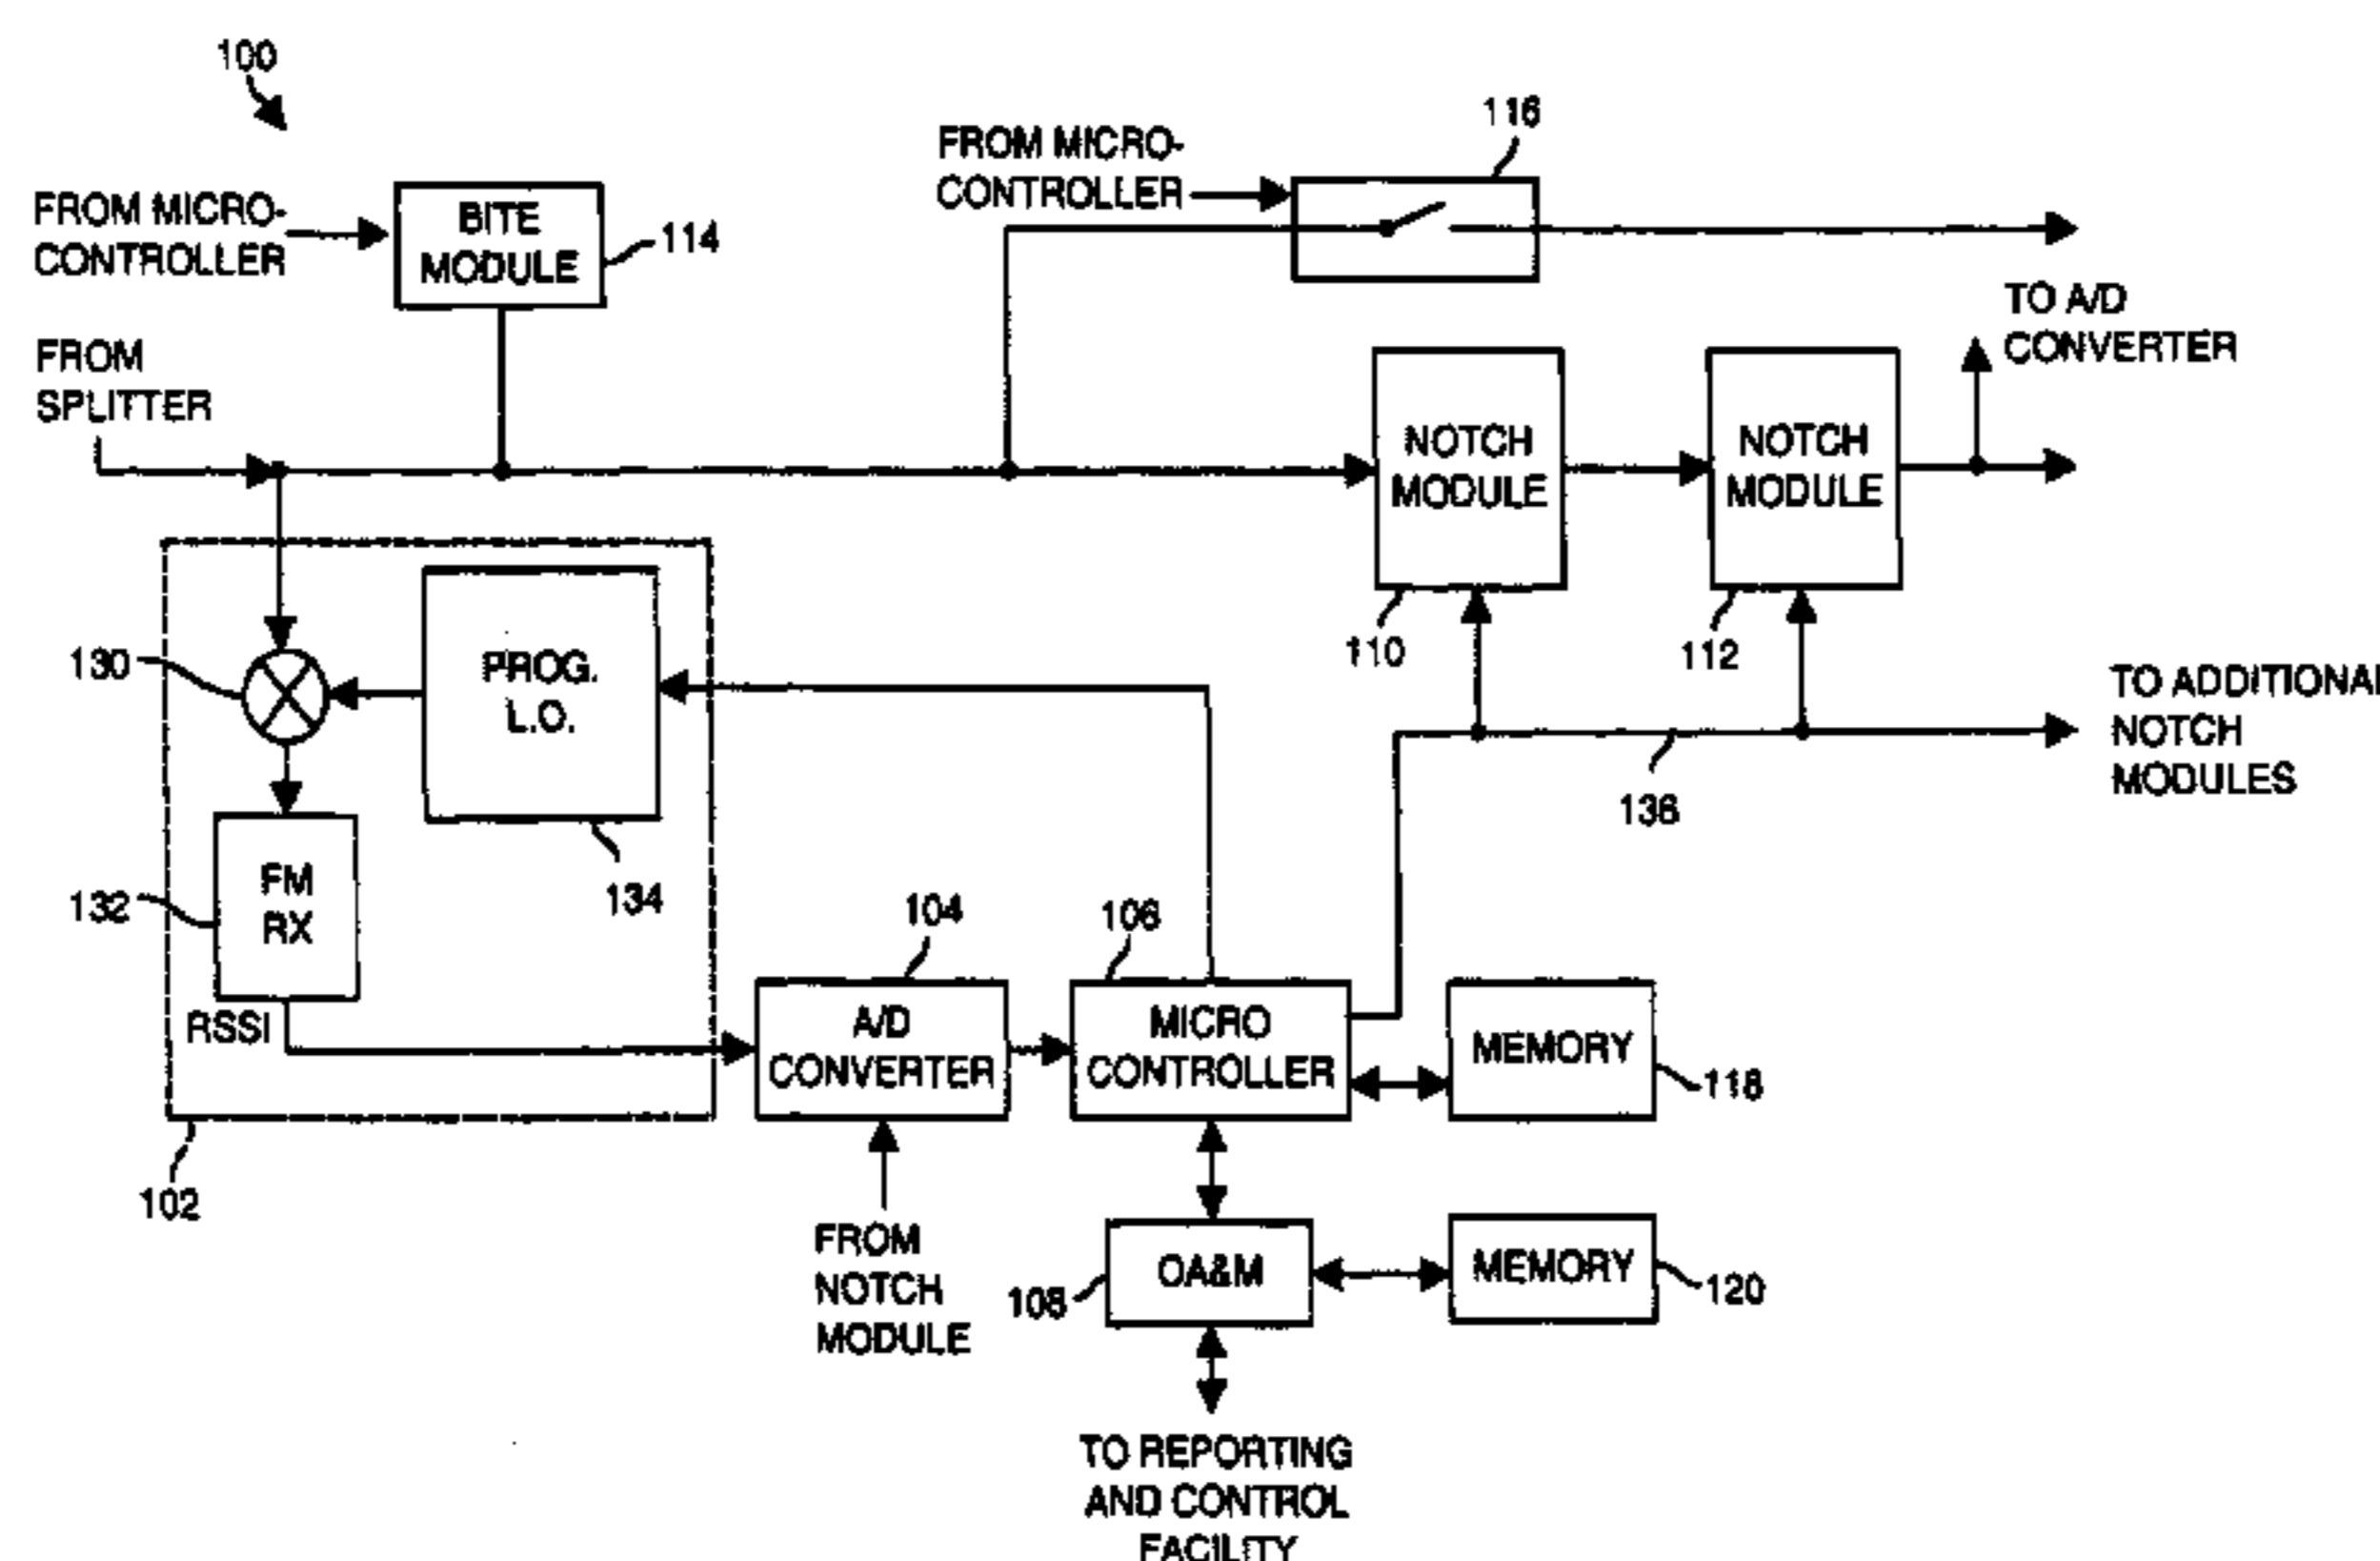 100
FROM MICRO-
CONTROLLER
BITE
MODULE
114
FROM MICRO-
CONTROLLER
116
TO A/D
CONVERTER
FROM
SPLITTER
NOTCH
MODULE
110
NOTCH
MODULE
112
130
PROG.
L.O.
134
136
TO ADDITIONAL
NOTCH
MODULES
132
FM
RX
RSSI
102
104
A/D
CONVERTER
106
MICRO
CONTROLLER
MEMORY
118
FROM
NOTCH
MODULE
108
OA&M
MEMORY
120
TO REPORTING
AND CONTROL
FACILITY